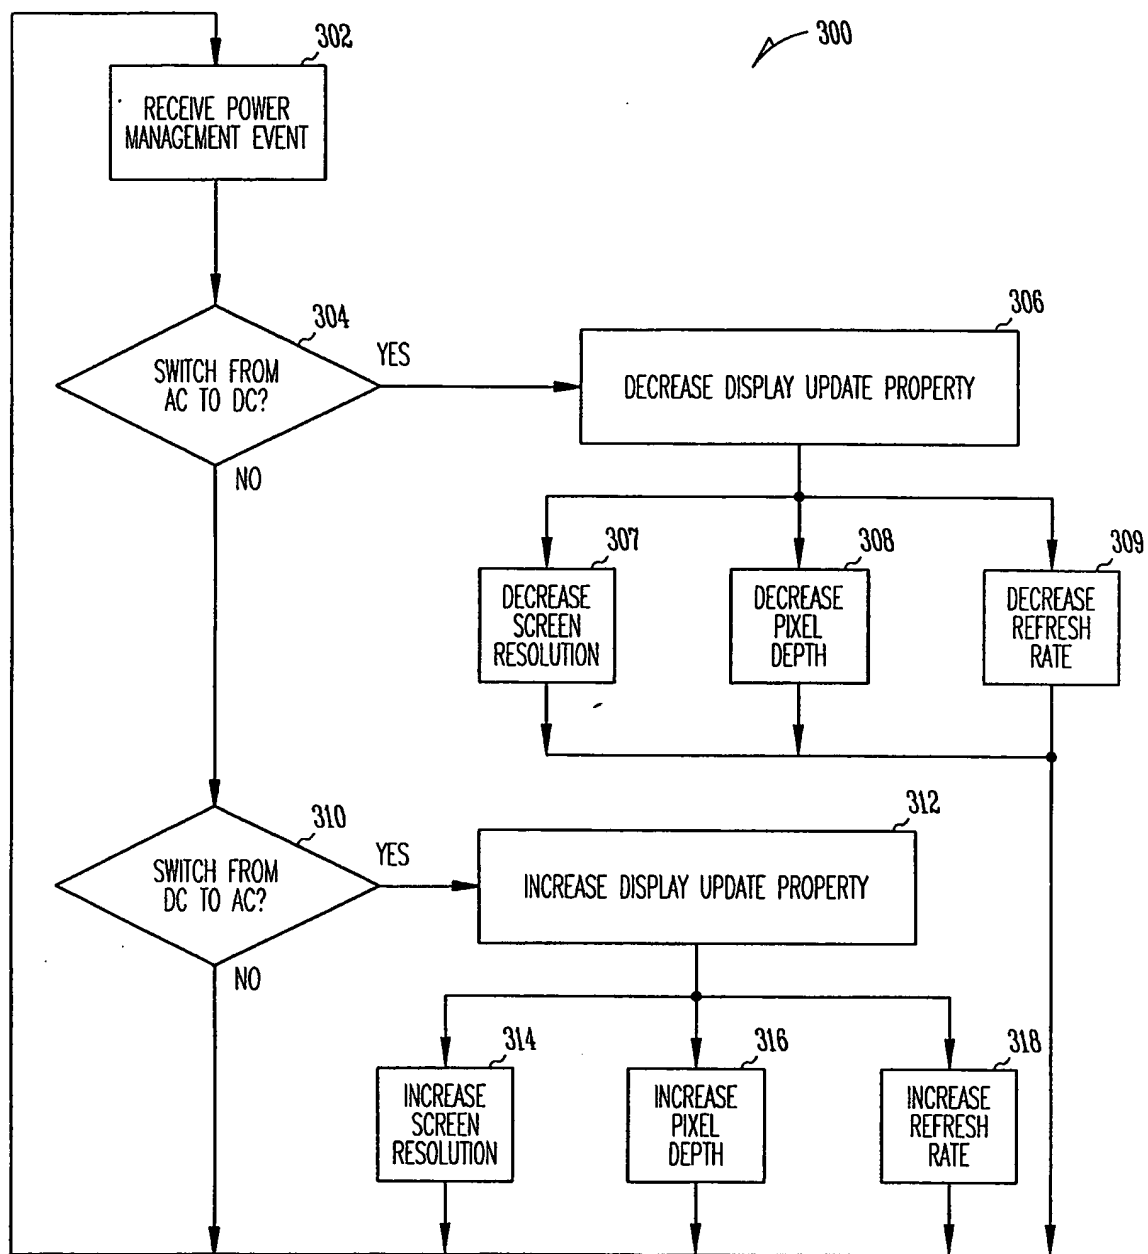 300
302
RECEIVE POWER
MANAGEMENT EVENT
304
SWITCH FROM
AC TO DC?
YES
NO
306
DECREASE DISPLAY UPDATE PROPERTY
307
DECREASE
SCREEN
RESOLUTION
308
DECREASE
PIXEL
DEPTH
309
DECREASE
REFRESH
RATE
310
SWITCH FROM
DC TO AC?
YES
NO
312
INCREASE DISPLAY UPDATE PROPERTY
314
INCREASE
SCREEN
RESOLUTION
316
INCREASE
PIXEL
DEPTH
318
INCREASE
REFRESH
RATE